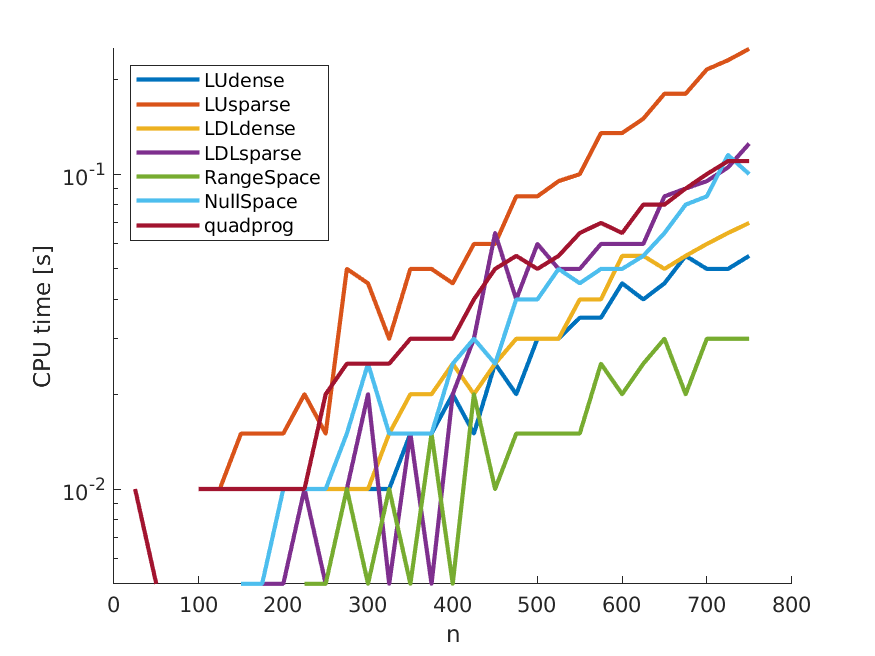 LUdense
LUsparse
LDLdense
LDLsparse
RangeSpace
NullSpace
quadprog
10-1
10-2
CPU time [s]
0 100 200 300 400 500 600 700 800
n